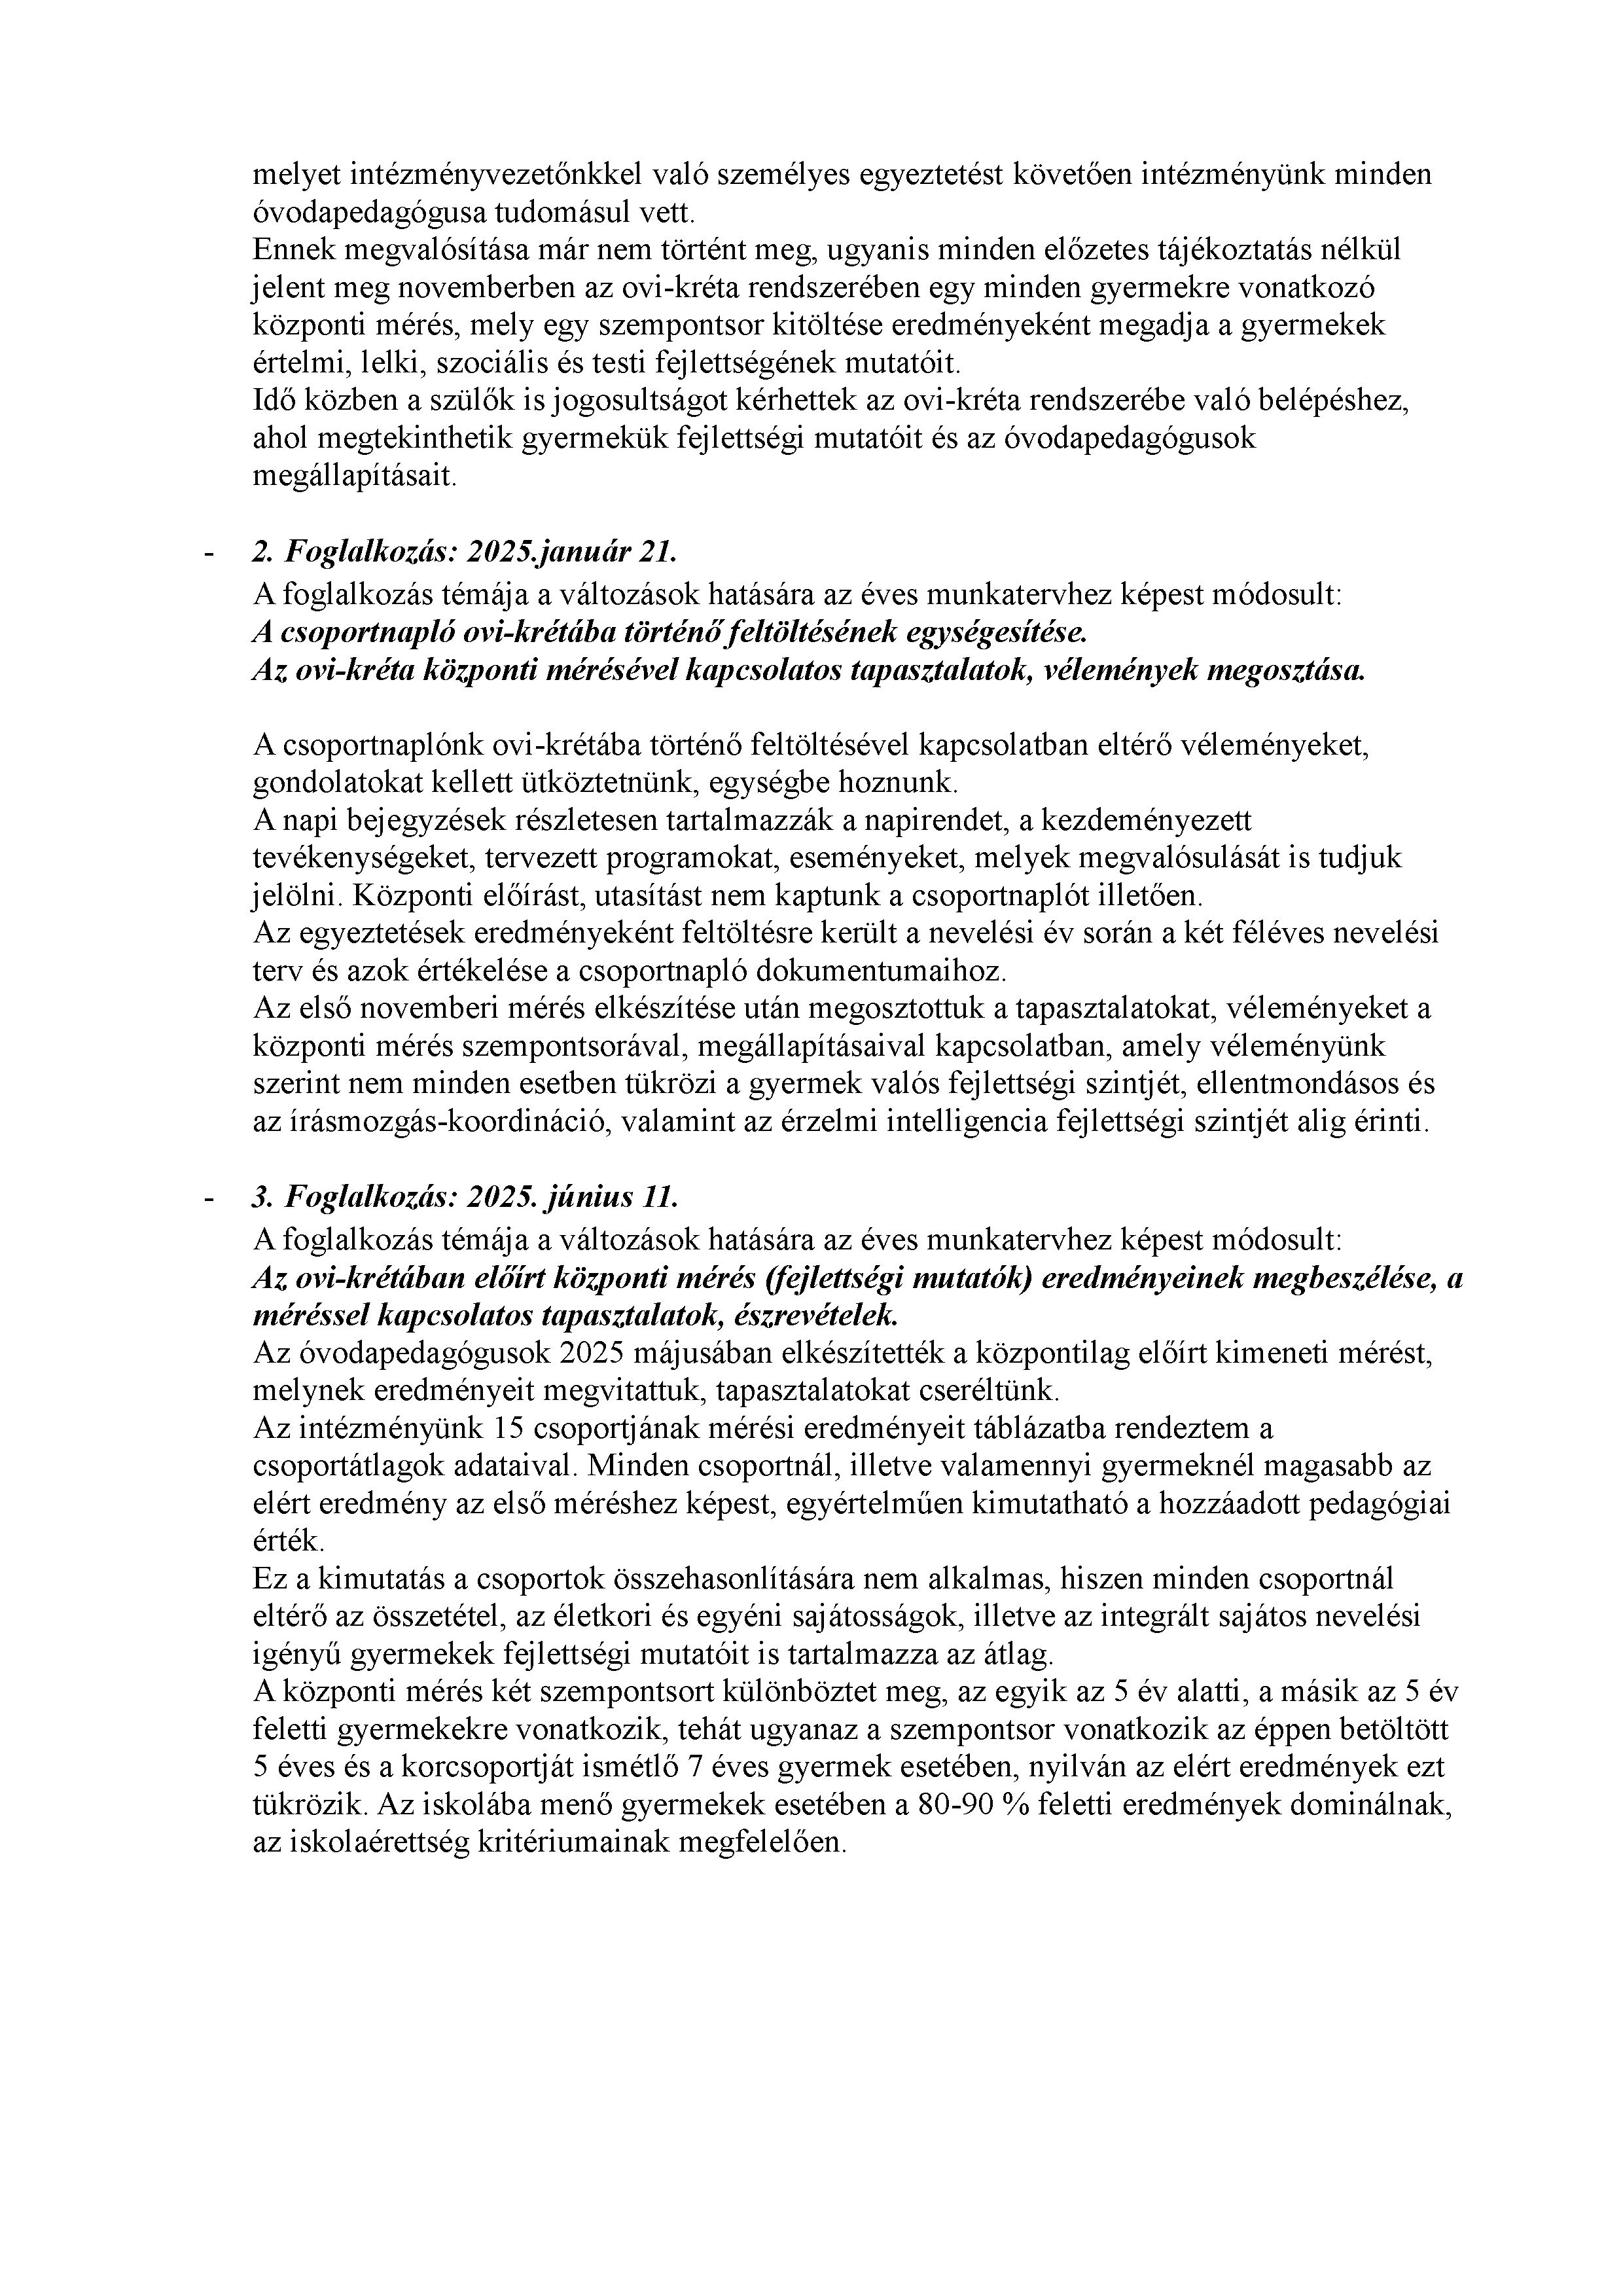 melyet intézményvezetőnkkel való személyes egyeztetést követően intézményünk minden
óvodapedagógusa tudomásul vett.
Ennek megvalósítása már nem történt meg, ugyanis minden előzetes tájékoztatás nélkül
jelent meg novemberben az ovi-kréta rendszerében egy minden gyermekre vonatkozó
központi mérés, mely egy szempontsor kitöltése eredményeként megadja a gyermekek
értelmi, lelki, szociális és testi fejlettségének mutatóit.
Idő közben a szülők is jogosultságot kérhettek az ovi-kréta rendszerébe való belépéshez,
ahol megtekinthetik gyermekük fejlettségi mutatóit és az óvodapedagógusok
megállapításait.
- 2. Foglalkozás: 2025.január 21.
A foglalkozás témája a változások hatására az éves munkatervhez képest módosult:
A csoportnapló ovi-krétába történő feltöltésének egységesítése.
Az ovi-kréta központi mérésével kapcsolatos tapasztalatok, vélemények megosztása.
A csoportnaplónk ovi-krétába történő feltöltésével kapcsolatban eltérő véleményeket,
gondolatokat kellett ütköztetnünk, egységbe hoznunk.
A napi bejegyzések részletesen tartalmazzák a napirendet, a kezdeményezett
tevékenységeket, tervezett programokat, eseményeket, melyek megvalósulását is tudjuk
jelölni. Központi előírást, utasítást nem kaptunk a csoportnaplót illetően.
Az egyeztetések eredményeként feltöltésre került a nevelési év során a két féléves nevelési
terv és azok értékelése a csoportnapló dokumentumaihoz.
Az első novemberi mérés elkészítése után megosztottuk a tapasztalatokat, véleményeket a
központi mérés szempontsorával, megállapításaival kapcsolatban, amely véleményünk
szerint nem minden esetben tükrözi a gyermek valós fejlettségi szintjét, ellentmondásos és
az írásmozgás-koordináció, valamint az érzelmi intelligencia fejlettségi szintjét alig érinti.
- 3. Foglalkozás: 2025. június 11.
A foglalkozás témája a változások hatására az éves munkatervhez képest módosult:
Az ovi-krétában előírt központi mérés (fejlettségi mutatók) eredményeinek megbeszélése, a
méréssel kapcsolatos tapasztalatok, észrevételek.
Az óvodapedagógusok 2025 májusában elkészítették a központilag előírt kimeneti mérést,
melynek eredményeit megvitattuk, tapasztalatokat cseréltünk.
Az intézményünk 15 csoportjának mérési eredményeit táblázatba rendeztem a
csoportátlagok adataival. Minden csoportnál, illetve valamennyi gyermeknél magasabb az
elért eredmény az első méréshez képest, egyértelműen kimutatható a hozzáadott pedagógiai
érték.
Ez a kimutatás a csoportok összehasonlítására nem alkalmas, hiszen minden csoportnál
eltérő az összetétel, az életkori és egyéni sajátosságok, illetve az integrált sajátos nevelési
igényű gyermekek fejlettségi mutatóit is tartalmazza az átlag.
A központi mérés két szempontsort különböztet meg, az egyik az 5 év alatti, a másik az 5 év
feletti gyermekekre vonatkozik, tehát ugyanaz a szempontsor vonatkozik az éppen betöltött
5 éves és a korcsoportját ismétlő 7 éves gyermek esetében, nyilván az elért eredmények ezt
tükrözik. Az iskolába menő gyermekek esetében a 80-90 % feletti eredmények dominálnak,
az iskolaérettség kritériumainak megfelelően.